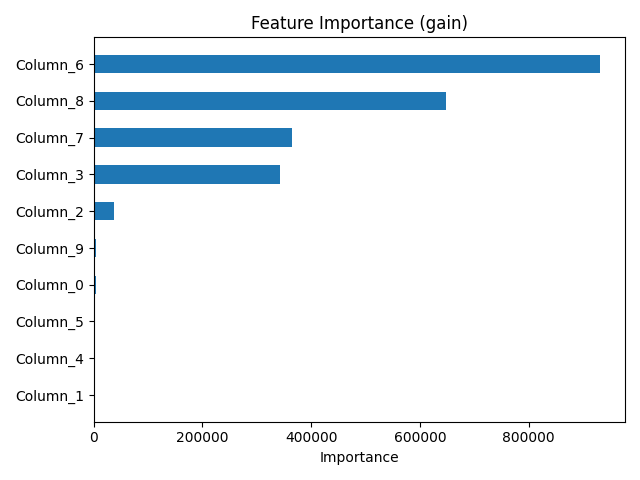 Feature Importance (gain)
Column_6
Column_8
Column_7
Column_3
Column_2
Column_9
Column_0
Column_5
Column_4
Column_1
0 200000 400000 600000 800000
Importance